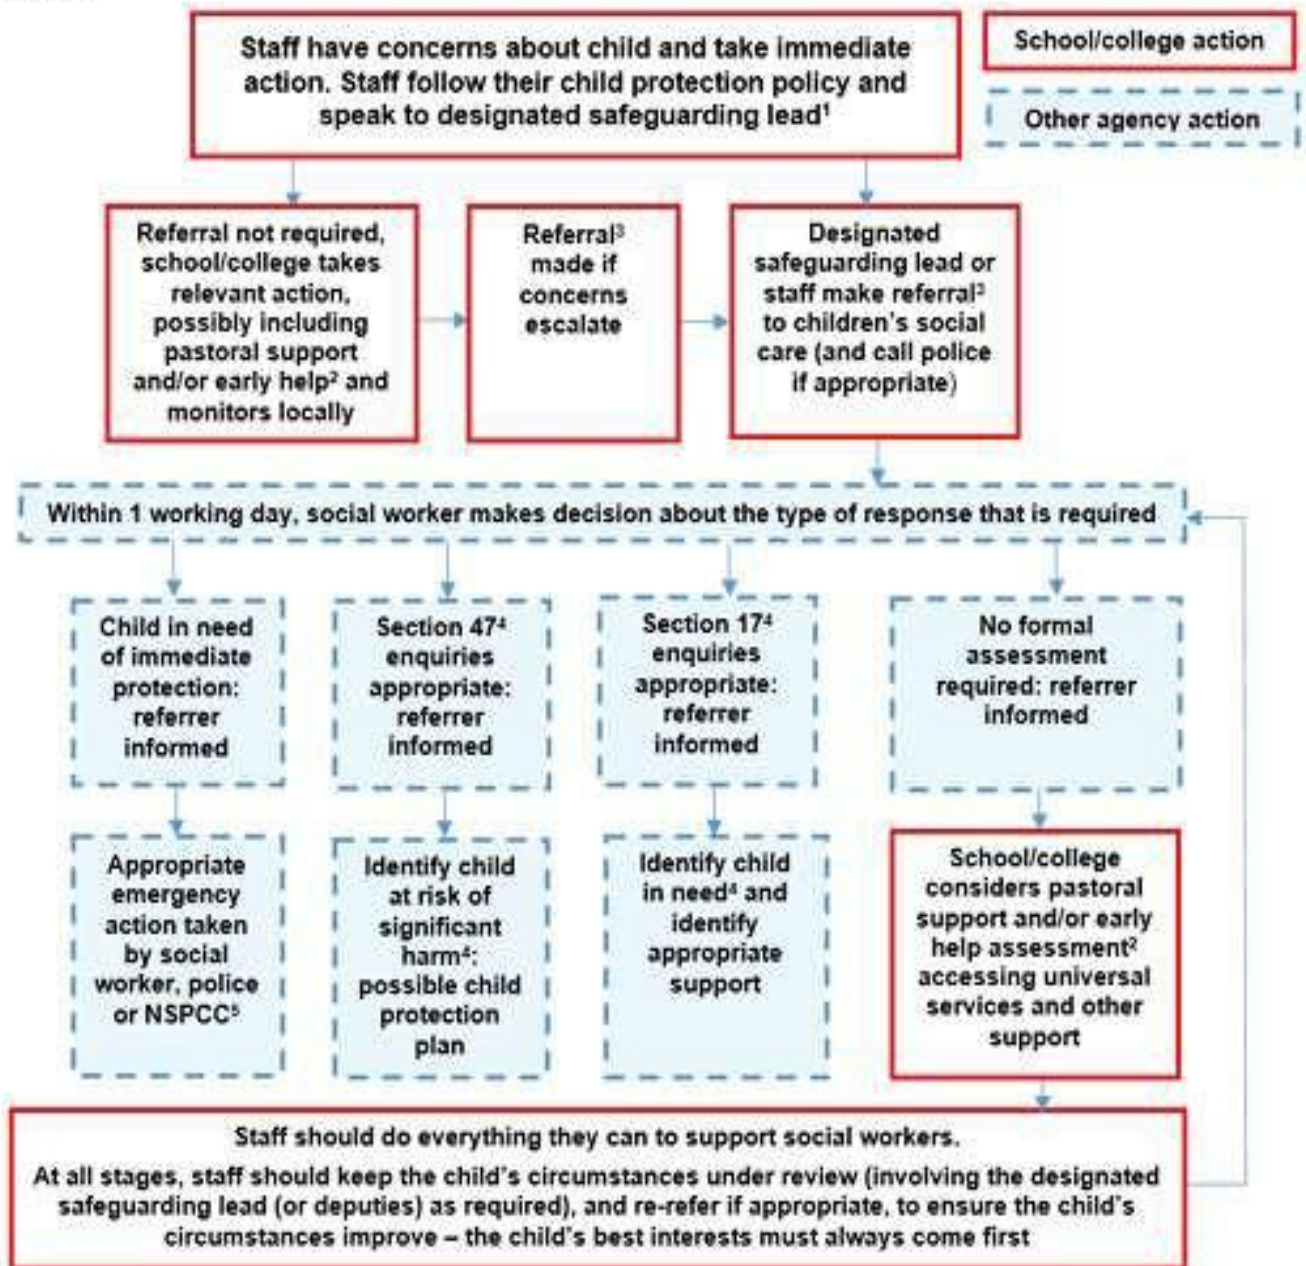 Staff have concerns about child and take immediate
action. Staff follow their child protection policy and
speak to designated safeguarding lead¹
School/college action
Other agency action
Referral not required,
school/college takes
relevant action,
possibly including
pastoral support
and/or early help² and
monitors locally
Referral³
made if
concerns
escalate
Designated
safeguarding lead or
staff make referral³
to children's social
care (and call police
if appropriate)
Within 1 working day, social worker makes decision about the type of response that is required
Child in need
of immediate
protection:
referrer
informed
Section 47⁴
enquiries
appropriate:
referrer
informed
Section 17⁴
enquiries
appropriate:
referrer
informed
No formal
assessment
required: referrer
informed
Appropriate
emergency
action taken
by social
worker, police
or NSPCC⁵
Identify child
at risk of
significant
harm⁴:
possible child
protection
plan
Identify child
in need⁴ and
identify
appropriate
support
School/college
considers pastoral
support and/or early
help assessment²
accessing universal
services and other
support
Staff should do everything they can to support social workers.
At all stages, staff should keep the child's circumstances under review (involving the designated
safeguarding lead (or deputies) as required), and re-refer if appropriate, to ensure the child's
circumstances improve – the child's best interests must always come first